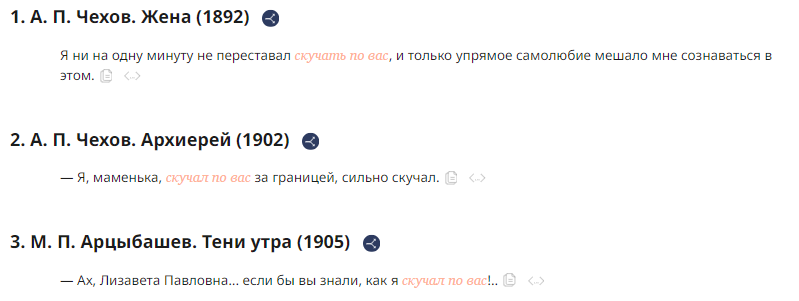 1. А. П. Чехов. Жена (1892)
Я ни на одну минуту не переставал скучать по вас, и только упрямое самолюбие мешало мне сознаваться в
этом.
2. А. П. Чехов. Архиерей (1902)
— Я, маменька, скучал по вас за границей, сильно скучал.
3. М. П. Арцыбашев. Тени утра (1905)
— Ах, Лизавета Павловна... если бы вы знали, как я скучал по вас!..